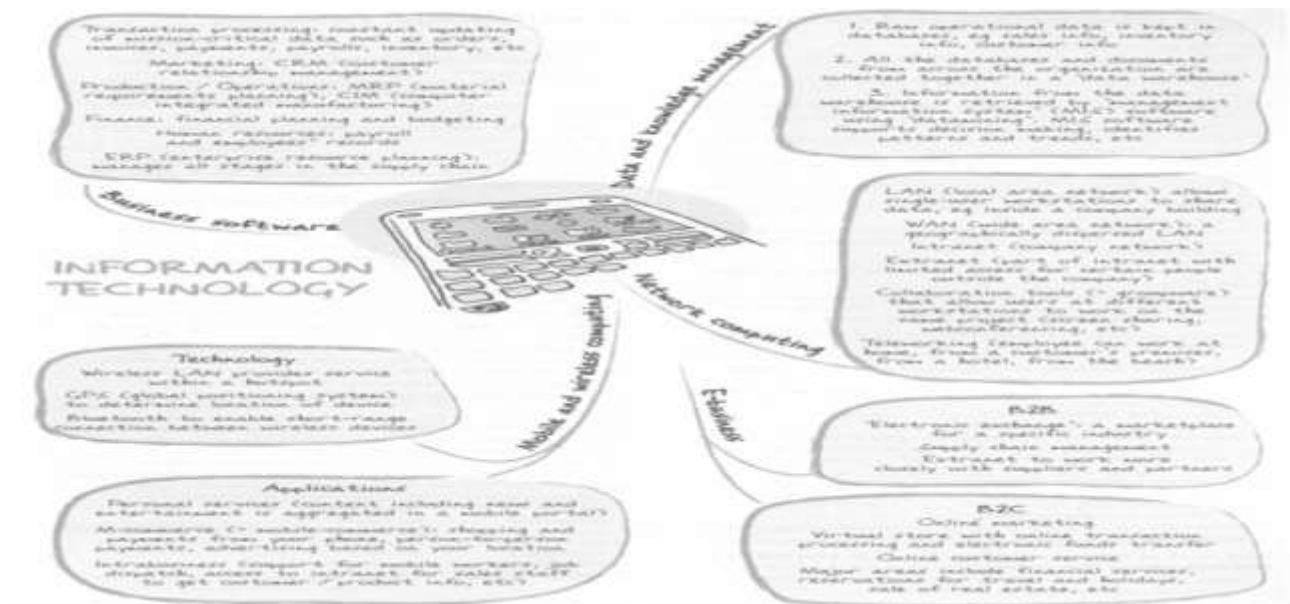 Transaction processing: constant updating
of mission-critical data such as orders,
invoices, payments, payrolls, inventory, etc
Marketing: CRM (customer
relationship management)
Production / Operations: MRP (material
requirements planning), CIM (computer
integrated manufacturing)
Finance: financial planning and budgeting
Human resources: payroll
and employees' records
ERP (enterprise resource planning):
manages all stages in the supply chain
Business software
Data and knowledge management
1. Raw operational data is kept in
databases, eg sales info, inventory
info, customer info
2. All the databases and documents
from across the organisation are
collected together in a 'data warehouse'
3. Information from the data
warehouse is retrieved by 'management
information system' (MIS) software
using 'datamining'. MIS software
supports decision making, identifies
patterns and trends, etc
INFORMATION
TECHNOLOGY
Network computing
LAN (local area network) allows
single-user workstations to share
data, eg inside a company building
WAN (wide area network): a
geographically dispersed LAN
Intranet (company network)
Extranet (part of intranet with
limited access for certain people
outside the company)
Collaboration tools (= groupware)
that allow users at different
workstations to work on the
same project (screen sharing,
webconferencing, etc)
Teleworking (employee can work at
home, from a customer's premises,
from a hotel, from the beach)
Mobile and wireless computing
Technology
Wireless LAN provides service
within a hotspot
GPS (global positioning system)
to determine location of device
Bluetooth to enable short-range
connection between wireless devices
Applications
Personal services (content including news and
entertainment is aggregated in a mobile portal)
M-commerce (= mobile-commerce): shopping and
payments from your phone, person-to-person
payments, advertising based on your location
Intrabusiness (support for mobile workers, job
dispatch, access to intranet for sales staff
to get customer / product info, etc)
E-business
B2B
'Electronic exchange': a marketplace
for a specific industry
Supply chain management
Extranet to work more
closely with suppliers and partners
B2C
Online marketing
Virtual store with online transaction
processing and electronic funds transfer
Online customer service
Major areas include financial services,
reservations for travel and holidays,
sale of real estate, etc